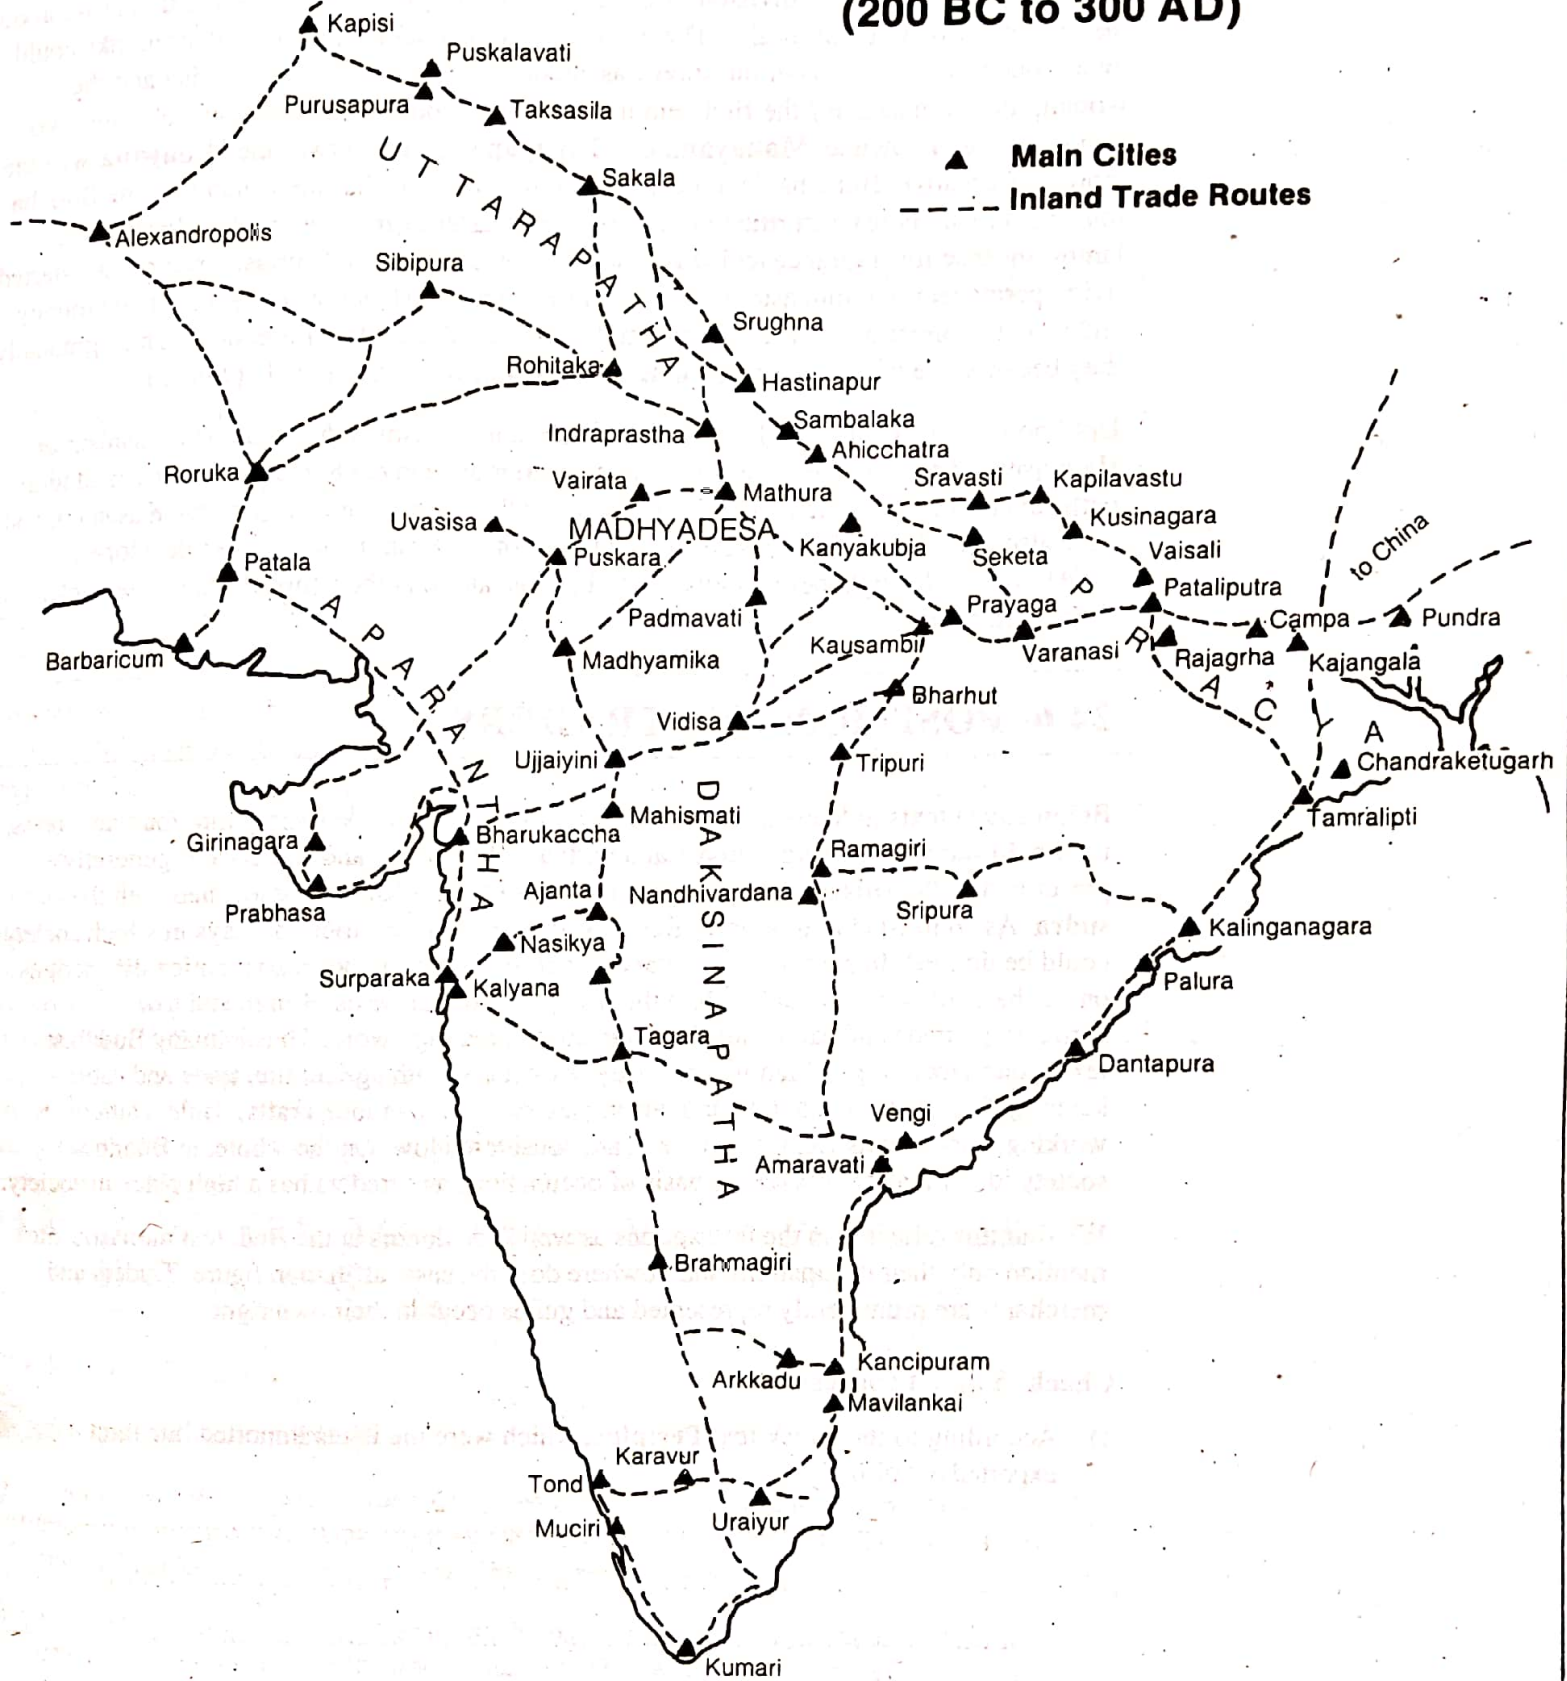 (200 BC to 300 AD)
Kapisi
Puskalavati
Purusapura
Taksasila
UTTARAPATHA
Main Cities
Sakala
Inland Trade Routes
Alexandropolis
Sibipura
Srughna
Rohitaka
Hastinapur
Sambalaka
Indraprastha
Ahicchatra
Roruka
Vairata
Mathura
Sravasti
Kapilavastu
Uvasisa
MADHYADESA
Kusinagara
Puskara
Kanyakubja
Seketa
Vaisali
to China
Patala
Pataliputra
Padmavati
Prayaga
Campa
Pundra
PRACYA
APARANTHA
Barbaricum
Madhyamika
Kausambi
Varanasi
Rajagrha
Kajangala
Bharhut
Vidisa
Ujjaiyini
Tripuri
Chandraketugarh
DAKSINAPATHA
Mahismati
Tamralipti
Girinagara
Bharukaccha
Ramagiri
Ajanta
Nandhivardana
Prabhasa
Sripura
Kalinganagara
Nasikya
Surparaka
Kalyana
Palura
Tagara
Dantapura
Vengi
Amaravati
Brahmagiri
Kancipuram
Arkkadu
Mavilankai
Karavur
Tond
Uraiyur
Muciri
Kumari